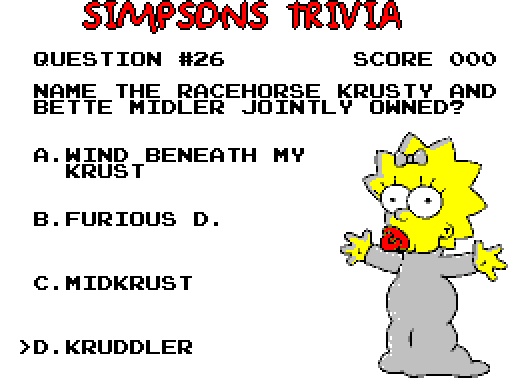 SIMPSONS TRIVIA
QUESTION #26 SCORE 000
NAME THE RACEHORSE KRUSTY AND
BETTE MIDLER JOINTLY OWNED?
A.WIND BENEATH MY
KRUST
B.FURIOUS D.
C.MIDKRUST
>D.KRUDDLER